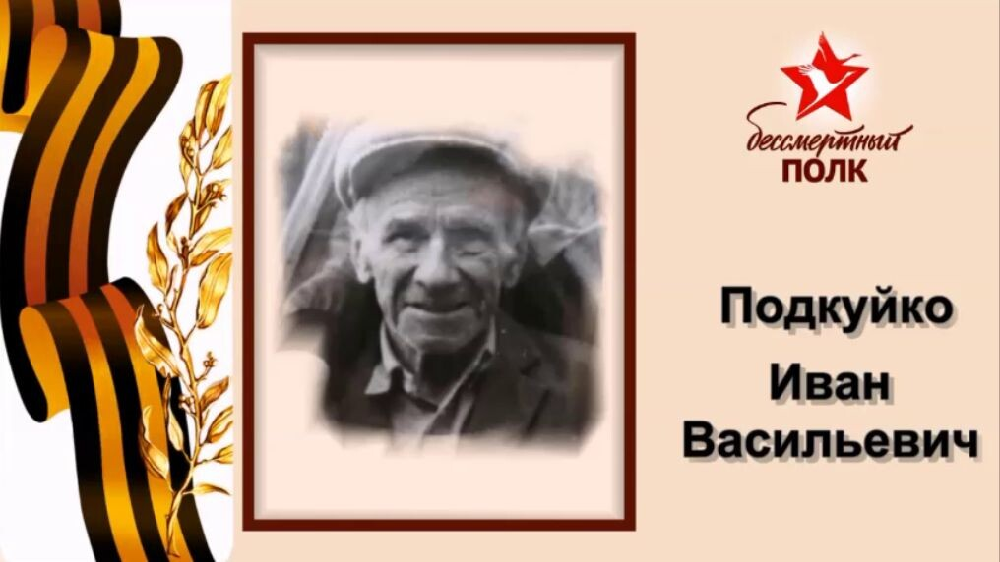 бессмертный
ПОЛК
Подкуйко
Иван
Васильевич